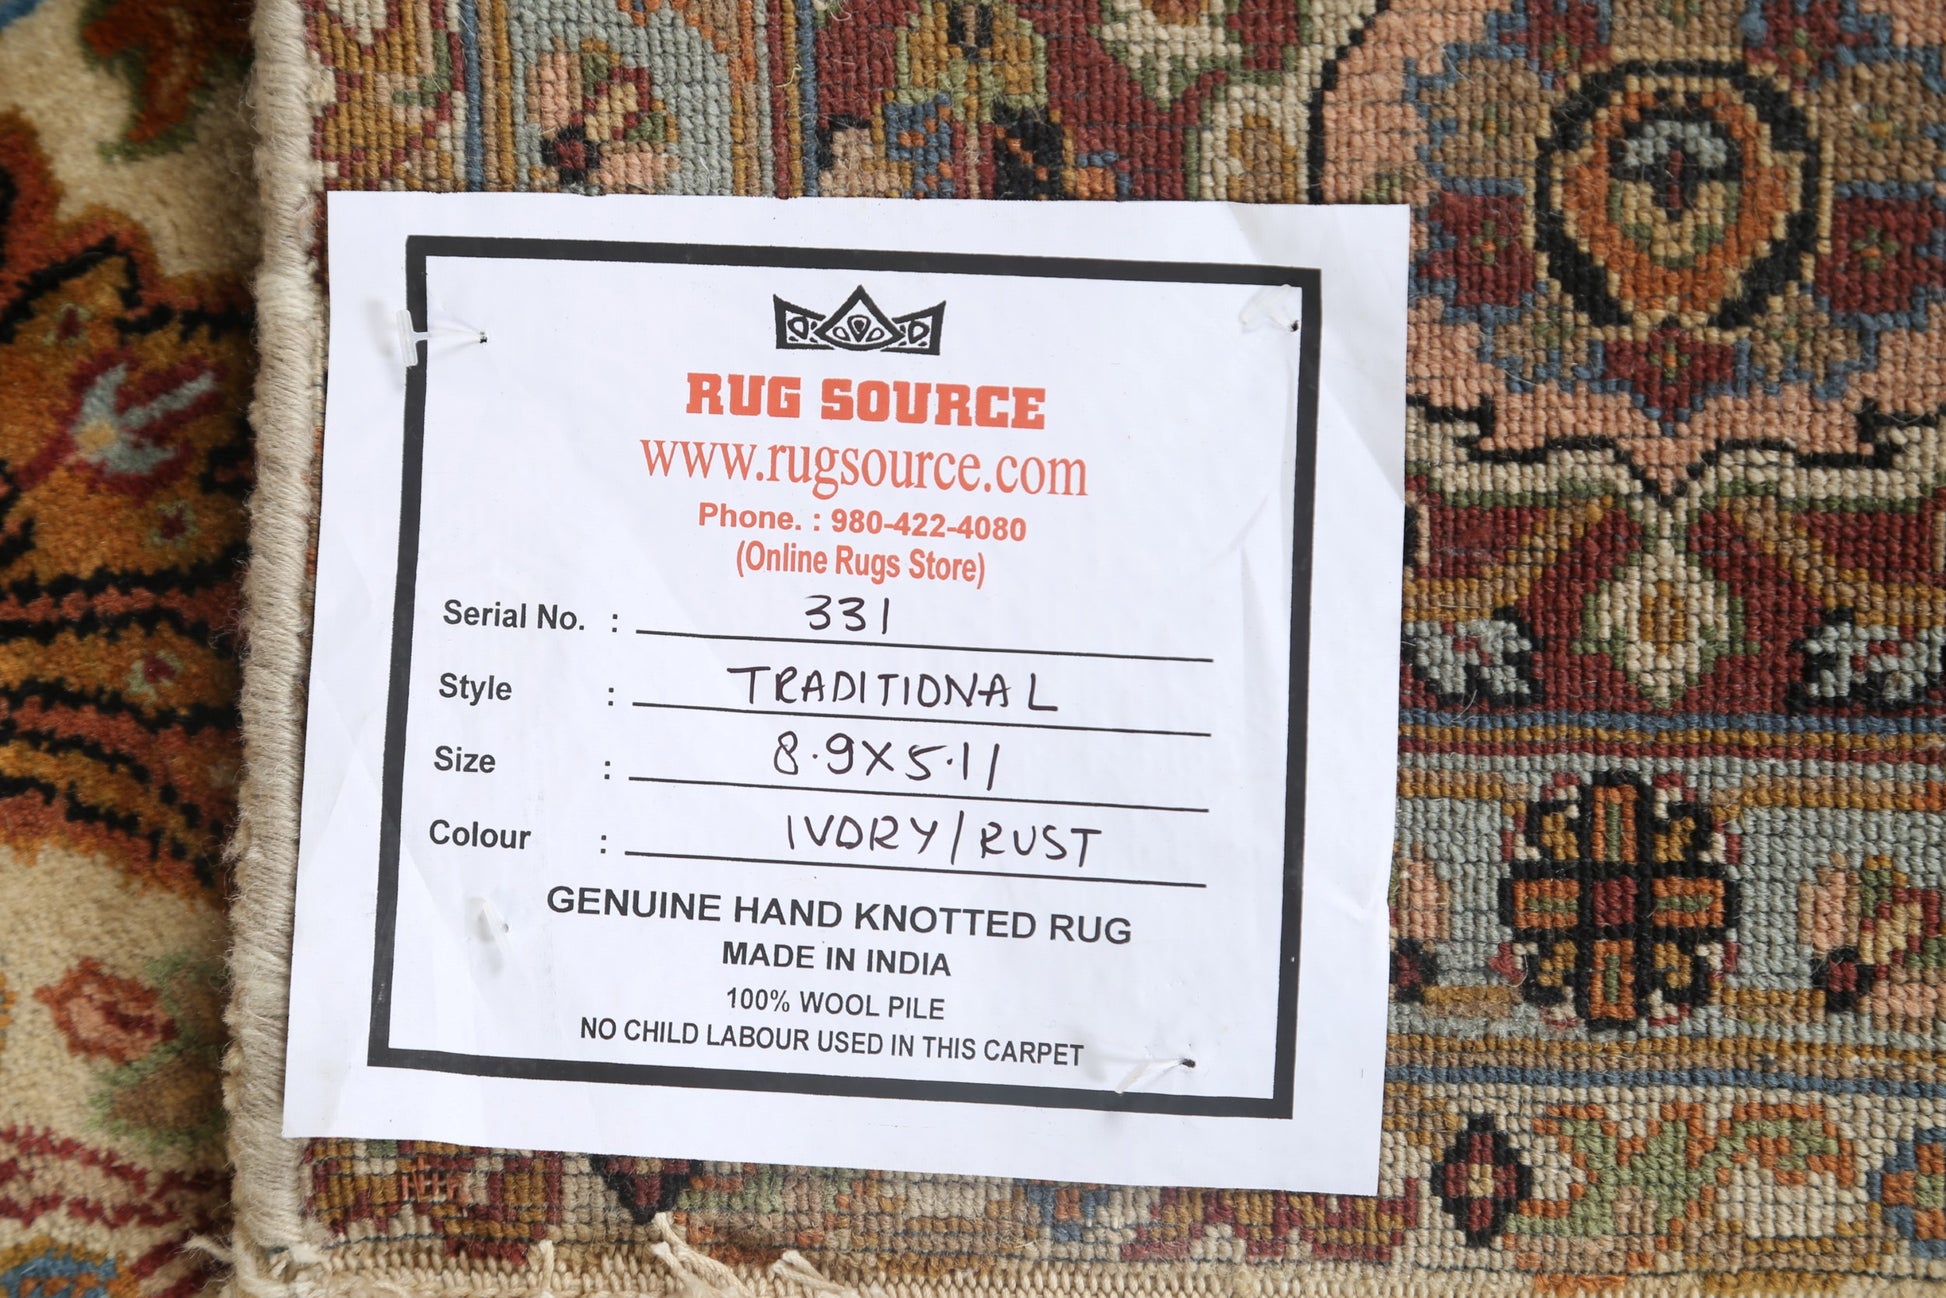 RUG SOURCE
www.rugsource.com
Phone. : 980-422-4080
(Online Rugs Store)
Serial No. : 331
Style : TRADITIONAL
Size : 8.9X5.11
Colour : IVORY/RUST
GENUINE HAND KNOTTED RUG
MADE IN INDIA
100% WOOL PILE
NO CHILD LABOUR USED IN THIS CARPET